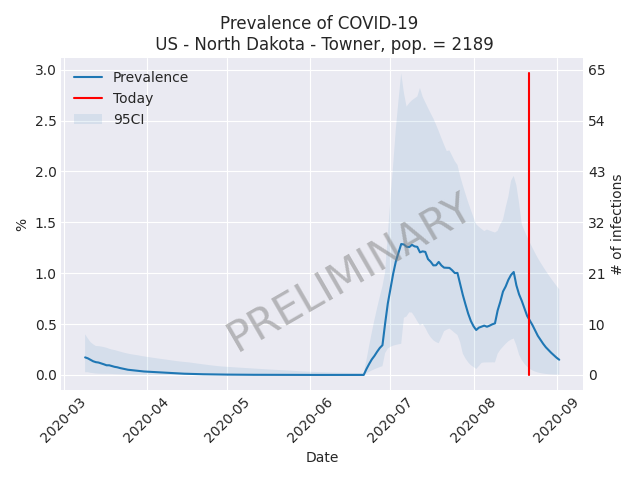 Prevalence of COVID-19
US - North Dakota - Towner, pop. = 2189
Prevalence
Today
95CI
3.0
2.5
2.0
1.5
1.0
0.5
0.0
%
65
54
43
32
21
10
0
# of infections
PRELIMINARY
2020-03
2020-04
2020-05
2020-06
2020-07
2020-08
2020-09
Date